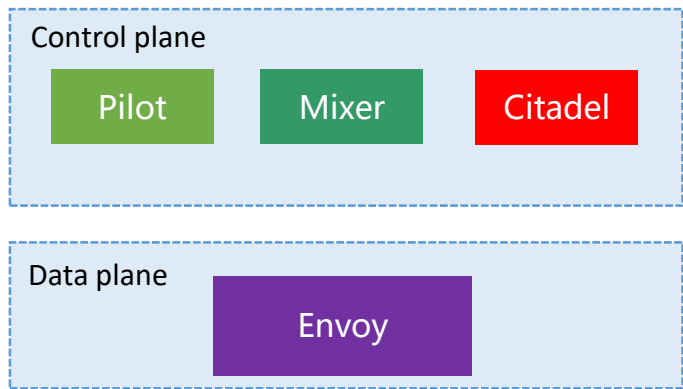 Control plane
Pilot
Mixer
Citadel
Data plane
Envoy